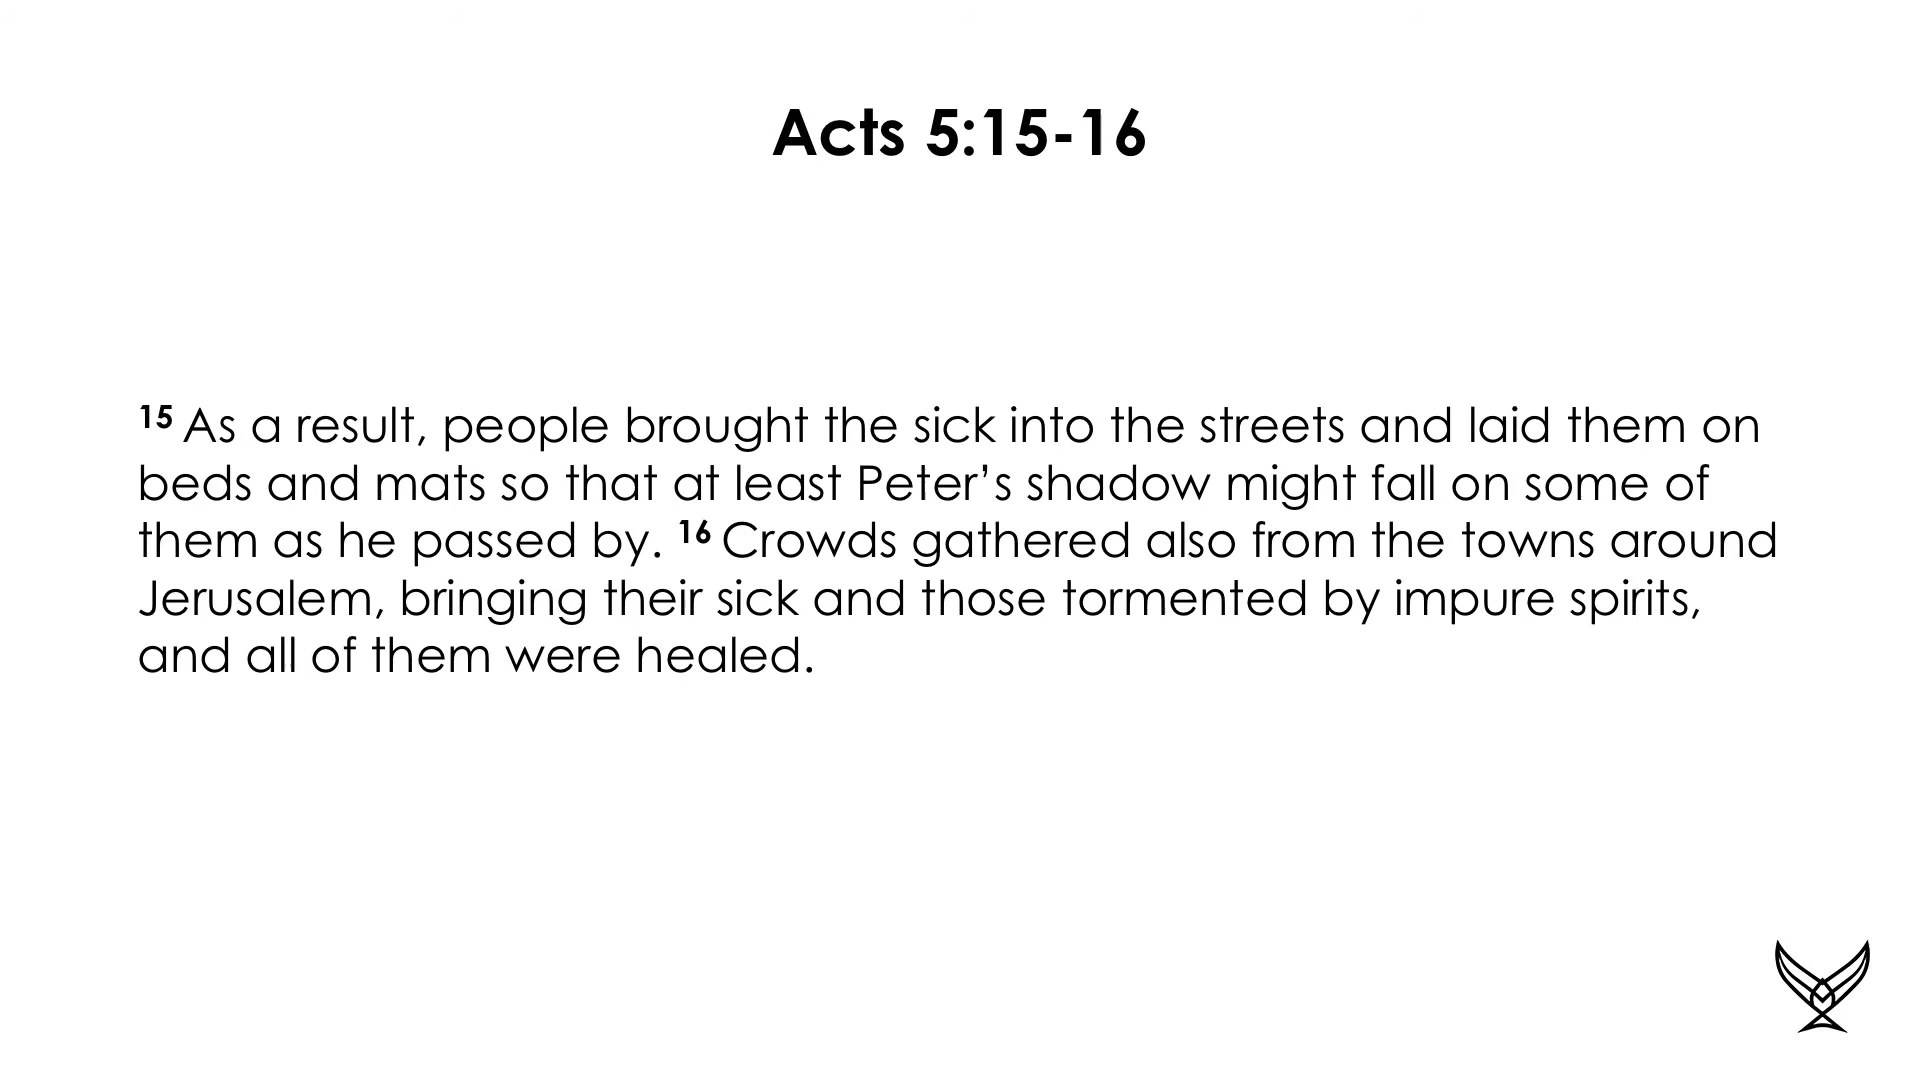 Acts 5:15-16
15 As a result, people brought the sick into the streets and laid them on
beds and mats so that at least Peter’s shadow might fall on some of
them as he passed by. 16 Crowds gathered also from the towns around
Jerusalem, bringing their sick and those tormented by impure spirits,
and all of them were healed.